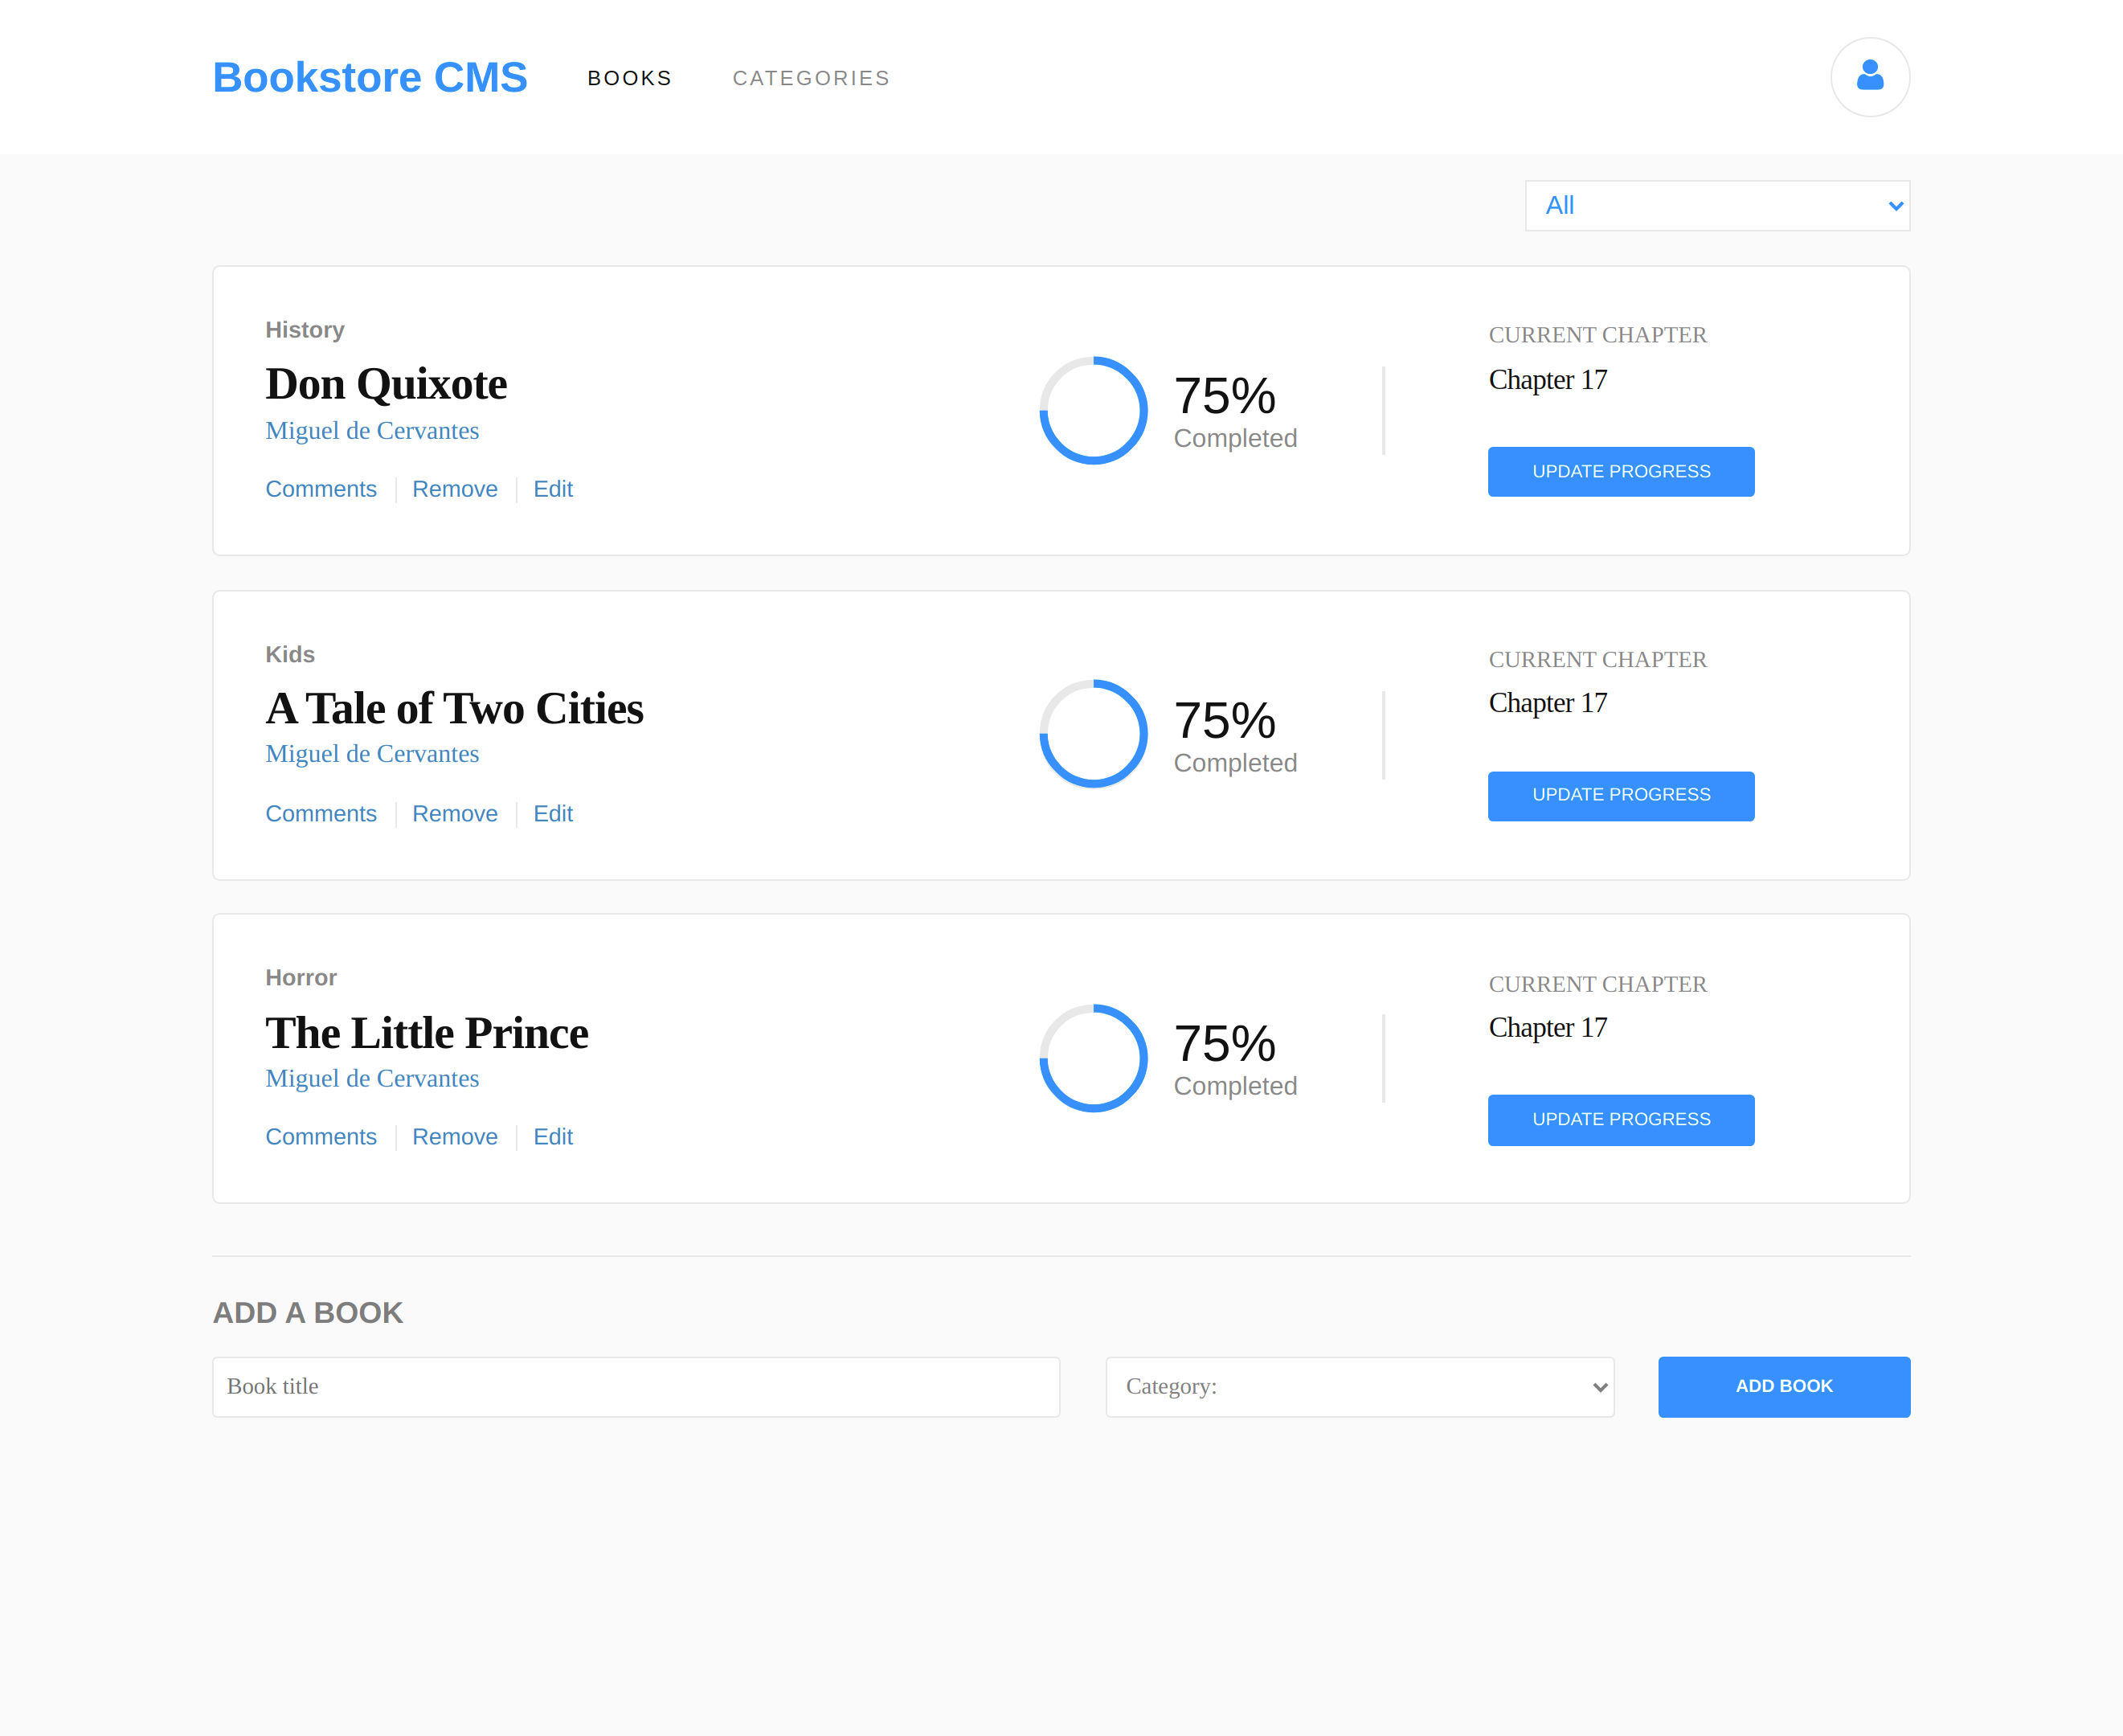 Bookstore CMS BOOKS CATEGORIES
All
History
Don Quixote
Miguel de Cervantes
Comments Remove Edit
75%
Completed
CURRENT CHAPTER
Chapter 17
UPDATE PROGRESS
Kids
A Tale of Two Cities
Miguel de Cervantes
Comments Remove Edit
75%
Completed
CURRENT CHAPTER
Chapter 17
UPDATE PROGRESS
Horror
The Little Prince
Miguel de Cervantes
Comments Remove Edit
75%
Completed
CURRENT CHAPTER
Chapter 17
UPDATE PROGRESS
ADD A BOOK
Book title Category: ADD BOOK